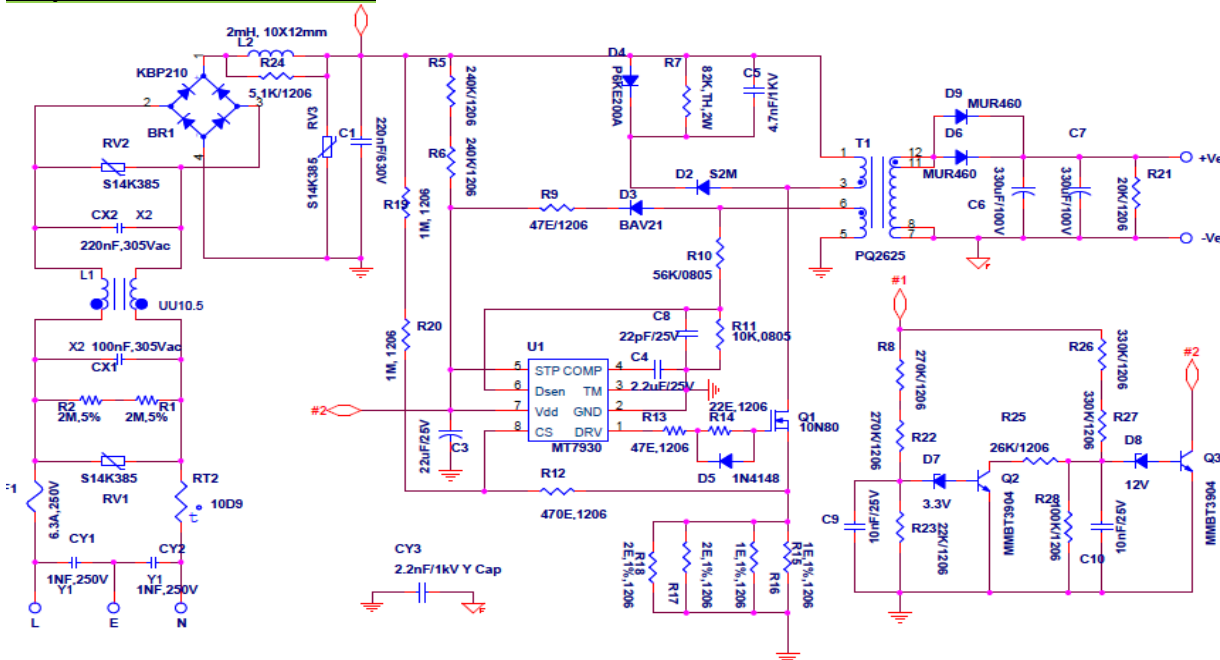 2mH, 10X12mm
L2
R24
5,1K/1206
KBP210
1
2
3
4
BR1
RV2
S14K385
CX2
X2
220nF,305Vac
L1
UU10.5
X2 100nF,305Vac
CX1
R2
R1
2M,5%
2M,5%
S14K385
RV1
F1
6.3A,250V
RT2
10D9
t°
CY1
CY2
1NF,250V
Y1
Y1
1NF,250V
L
E
N
RV3
S14K385
C1
220nF/630V
R19
1M, 1206
R20
1M, 1206
R5
240K/1206
R6
240K/1206
D4
P6KE200A
R7
82K,TH,2W
C5
4.7nF/1KV
D2
S2M
R9
47E/1206
D3
BAV21
R10
56K/0805
C8
22pF/25V
R11
10K,0805
C4
2.2uF/25V
U1
5
STP
COMP
4
6
Dsen
TM
3
7
Vdd
GND
2
8
CS
DRV
1
MT7930
#2
C3
22uF/25V
R13
47E,1206
22E,1206
R14
D5
1N4148
Q1
10N80
R12
470E,1206
CY3
2.2nF/1kV Y Cap
R18
2E,1%,1206
R17
2E,1%,1206
R16
1E,1%,1206
R15
1E,1%,1206
T1
1
3
6
5
12
11
8
7
PQ2625
D9
MUR460
D6
MUR460
C6
330uF/100V
C7
330uF/100V
R21
20K/1206
+Ve
-Ve
F
F
#1
R8
270K/1206
R22
270K/1206
D7
3.3V
C9
10nF/25V
R23
22K/1206
Q2
MMBT3904
R25
26K/1206
R26
330K/1206
R27
330K/1206
R28
100K/1206
C10
10nF/25V
D8
12V
#2
Q3
MMBT3904